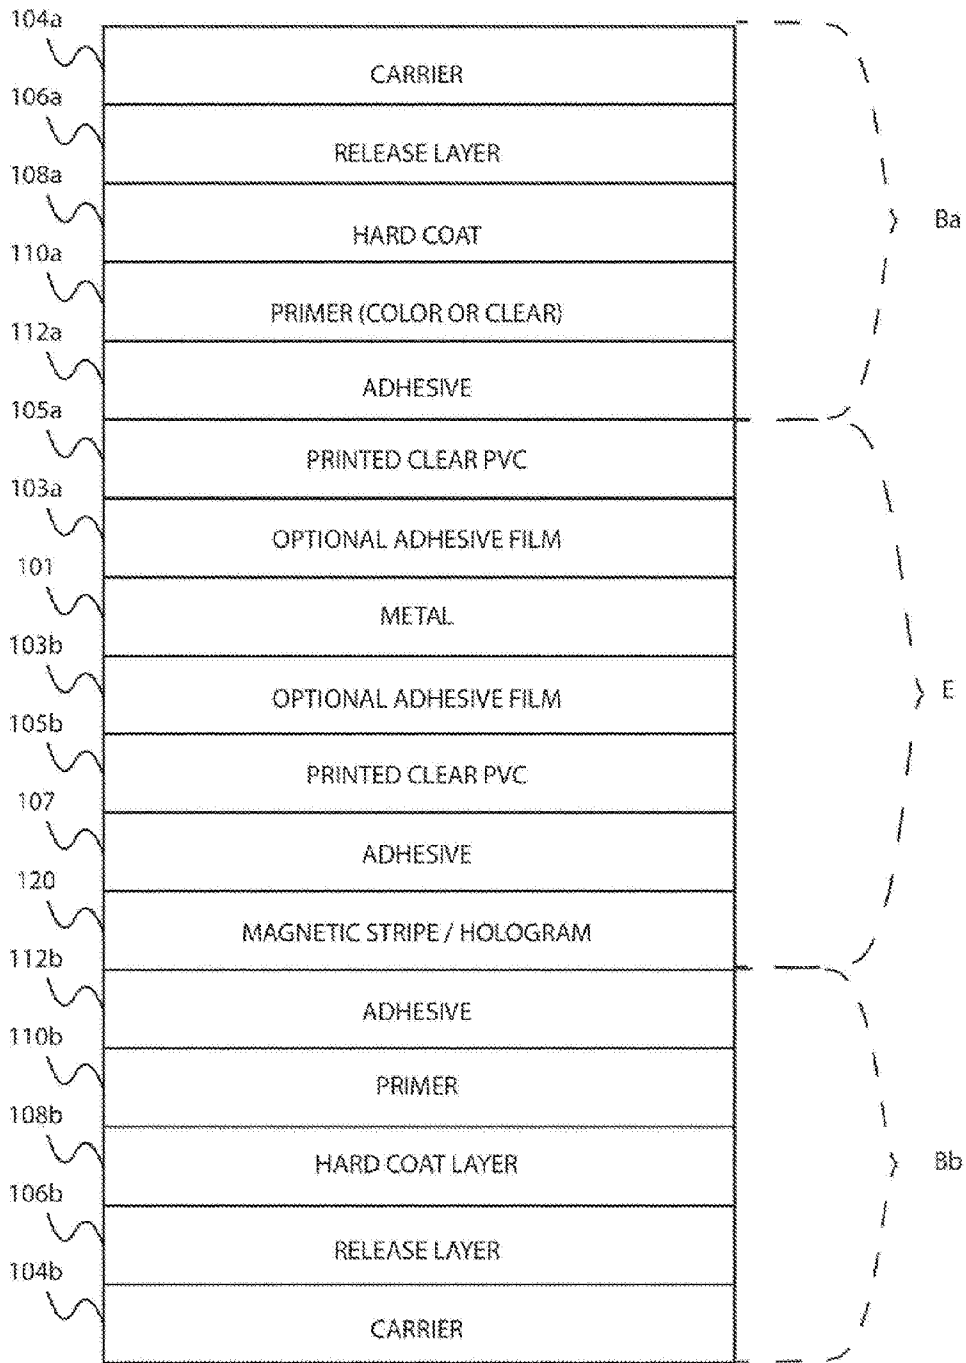 104a
CARRIER
106a
RELEASE LAYER
108a
HARD COAT
Ba
110a
PRIMER (COLOR OR CLEAR)
112a
ADHESIVE
105a
PRINTED CLEAR PVC
103a
OPTIONAL ADHESIVE FILM
101
METAL
103b
OPTIONAL ADHESIVE FILM
E
105b
PRINTED CLEAR PVC
107
ADHESIVE
120
MAGNETIC STRIPE / HOLOGRAM
112b
ADHESIVE
110b
PRIMER
108b
HARD COAT LAYER
Bb
106b
RELEASE LAYER
104b
CARRIER